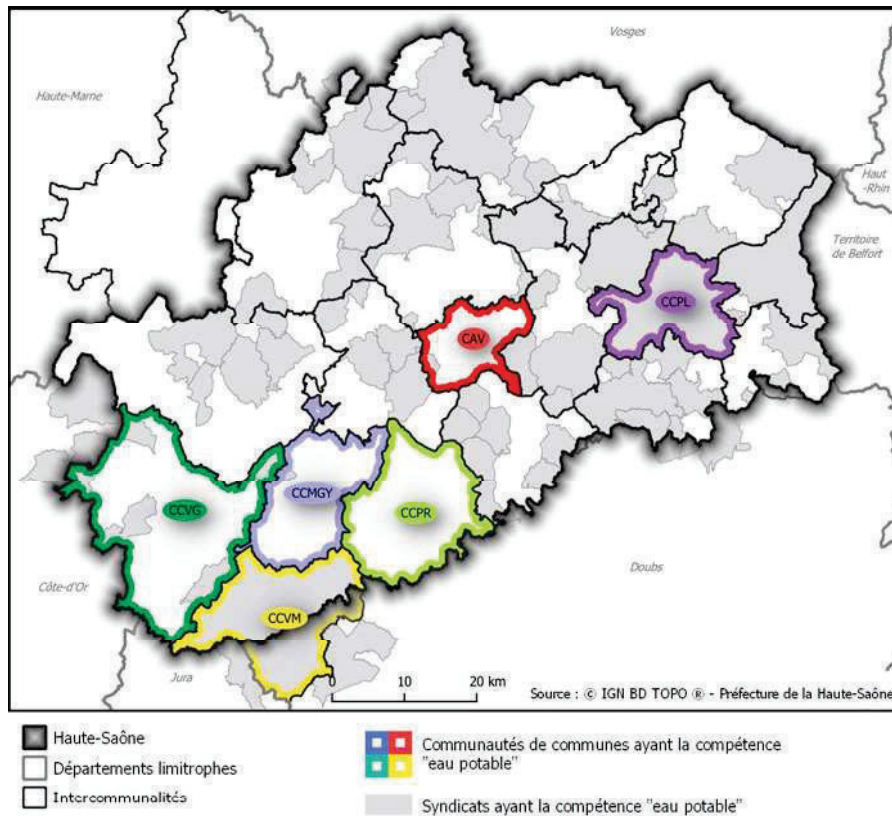 Vosges
Haute-Marne
Haut
-Rhin
Territoire
de Belfort
CCPL
CAV
CCMGY
CCVG
CCPR
Doubs
Côte-d'Or
CCVM
Jura
0 10 20 km
Source : © IGN BD TOPO ® - Préfecture de la Haute-Saône
Haute-Saône
Départements limitrophes
Intercommunalités
Communautés de communes ayant la compétence
"eau potable"
Syndicats ayant la compétence "eau potable"